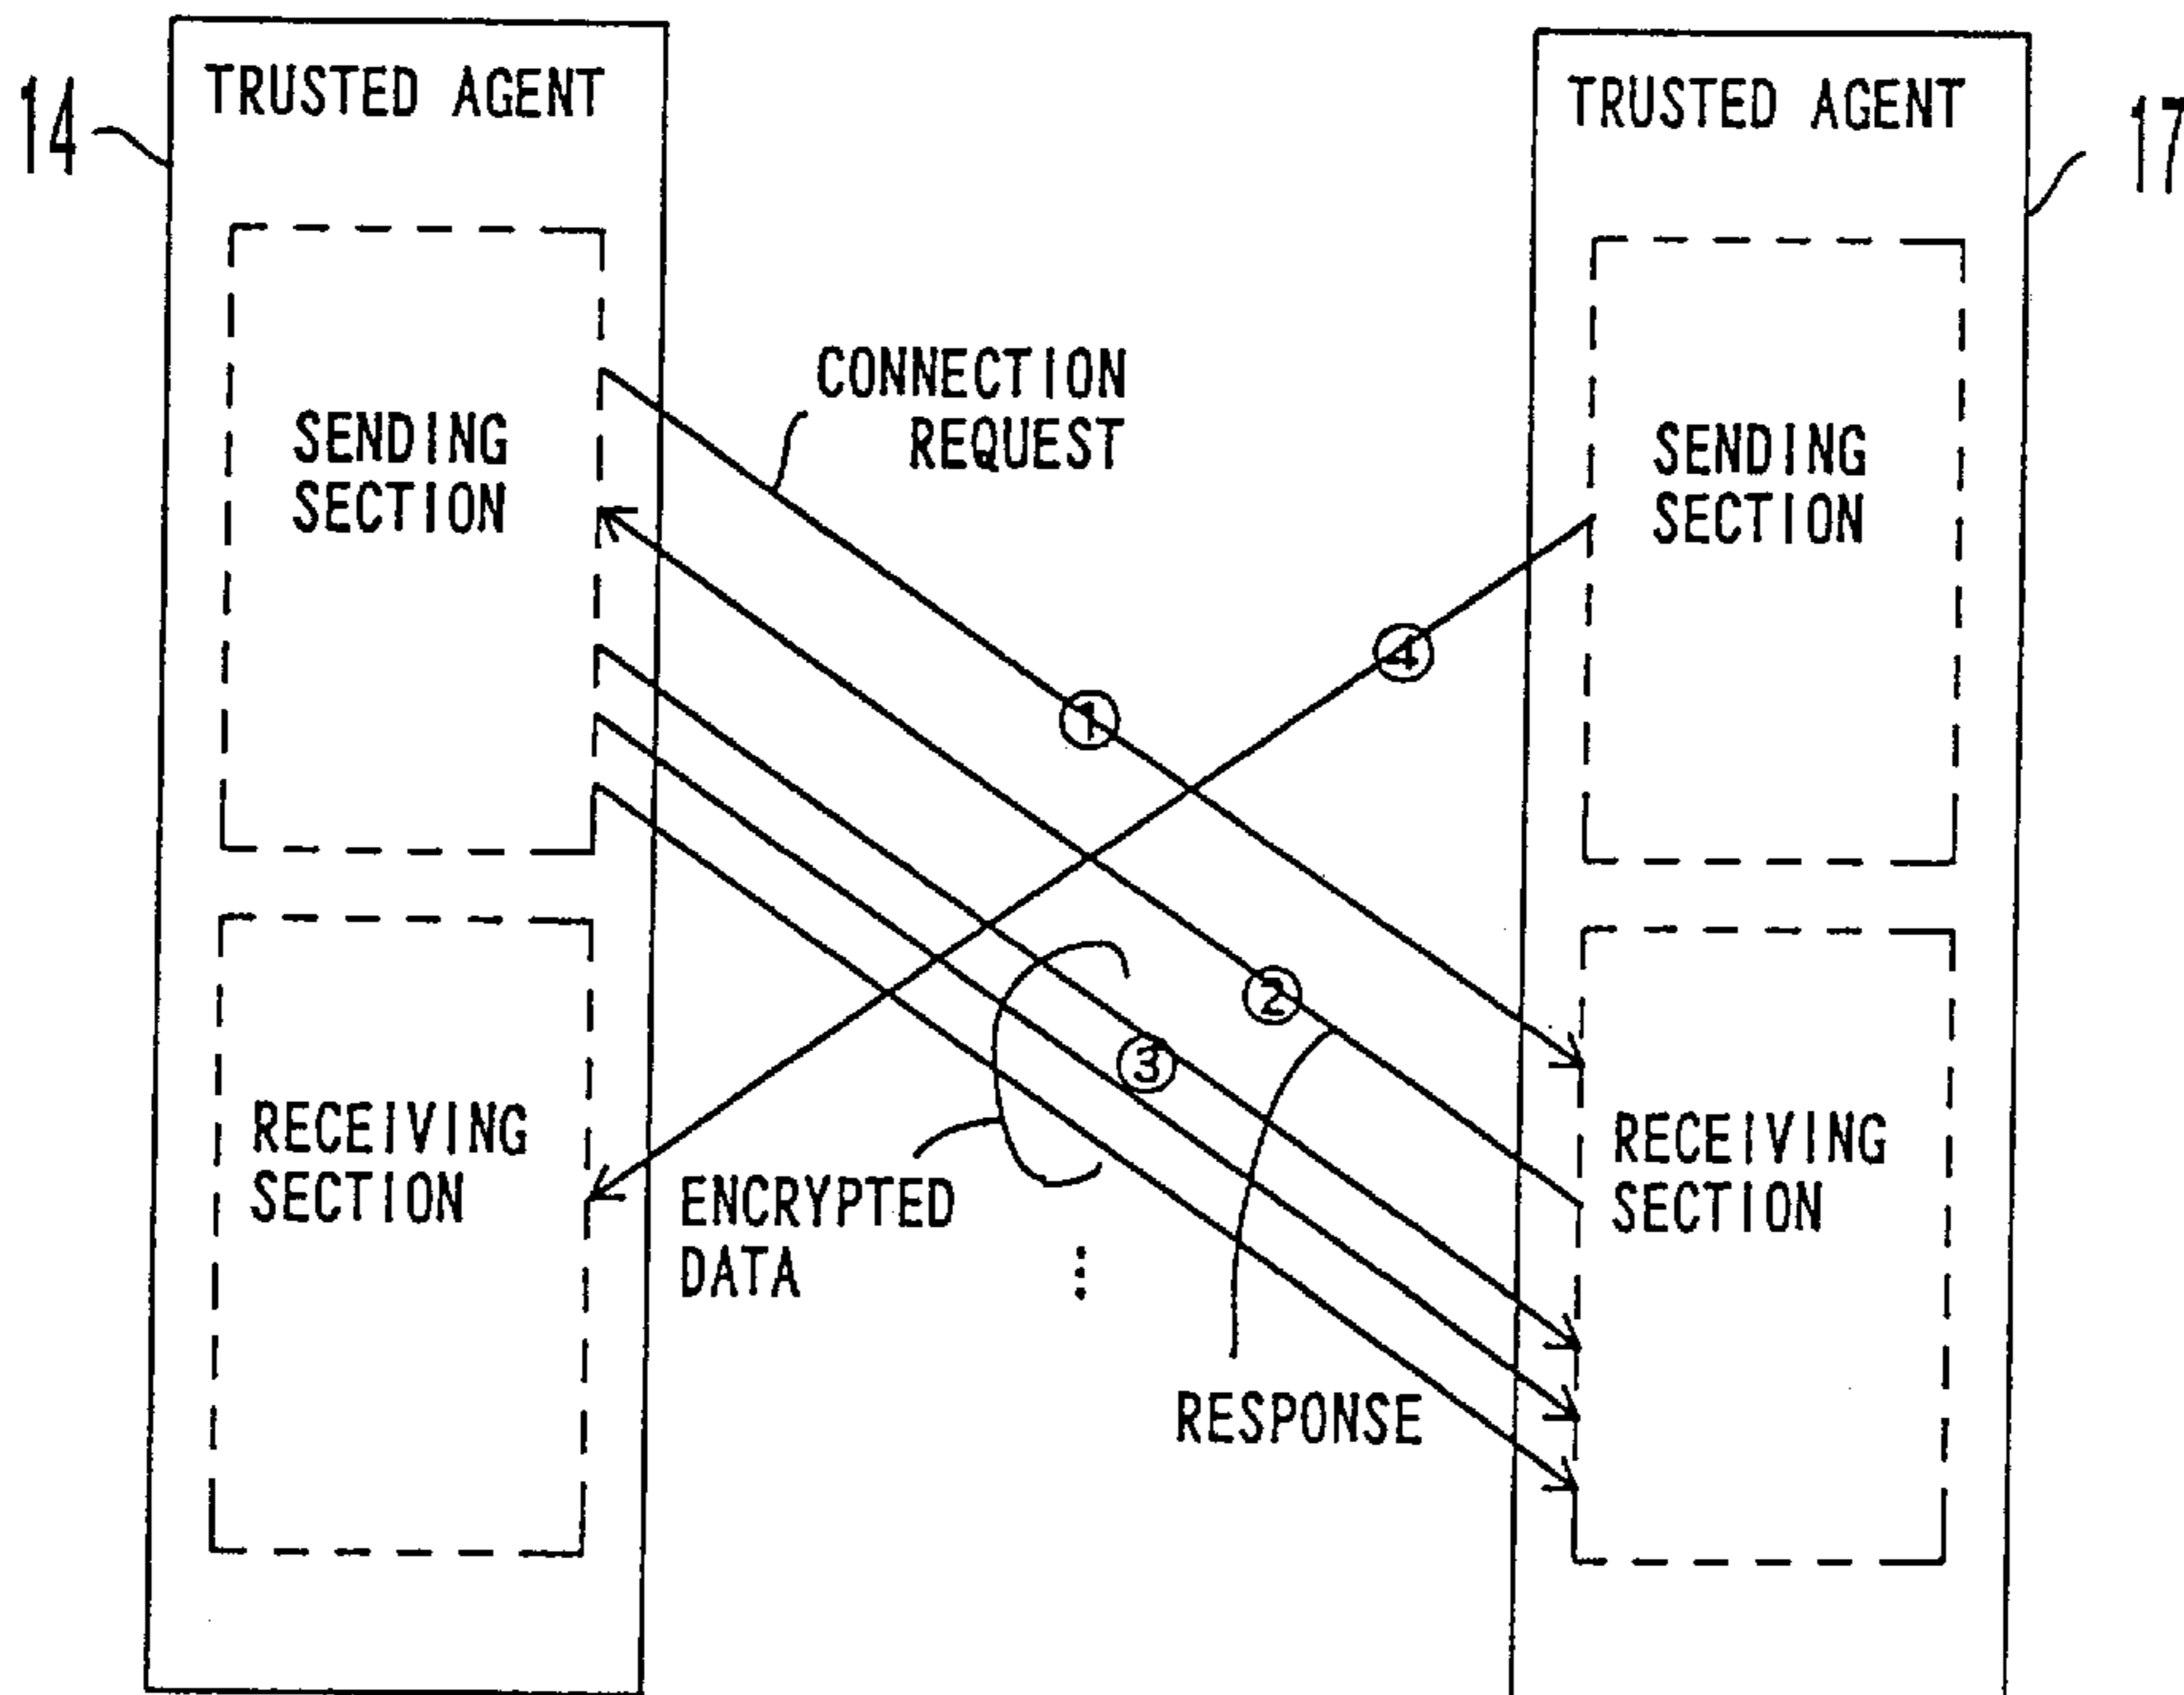 TRUSTED AGENT
TRUSTED AGENT
14
17
CONNECTION
REQUEST
SENDING
SECTION
SENDING
SECTION
④
①
②
③
RECEIVING
SECTION
RECEIVING
SECTION
ENCRYPTED
DATA
RESPONSE